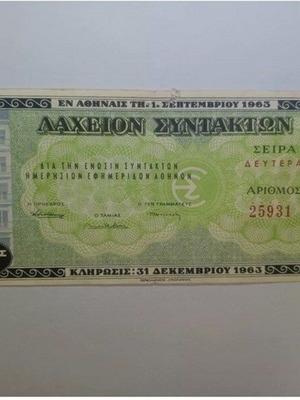 ΕΝ ΑΘΗΝΑΙΣ ΤΗ 1. ΣΕΠΤΕΜΒΡΙΟΥ 1963
ΛΑΧΕΙΟΝ ΣΥΝΤΑΚΤΩΝ
ΣΕΙΡΑ
ΔΕΥΤΕΡΑ
ΔΙΑ ΤΗΝ ΕΝΩΣΙΝ ΣΥΝΤΑΚΤΩΝ
ΗΜΕΡΗΣΙΩΝ ΕΦΗΜΕΡΙΔΩΝ ΑΘΗΝΩΝ
ΑΡΙΘΜΟΣ
25931
Ο ΠΡΟΕΔΡΟΣ Ο ΤΑΜΙΑΣ Ο ΓΕΝ. ΓΡΑΜΜΑΤΕΥΣ
ΚΛΗΡΩΣΙΣ: 31 ΔΕΚΕΜΒΡΙΟΥ 1963